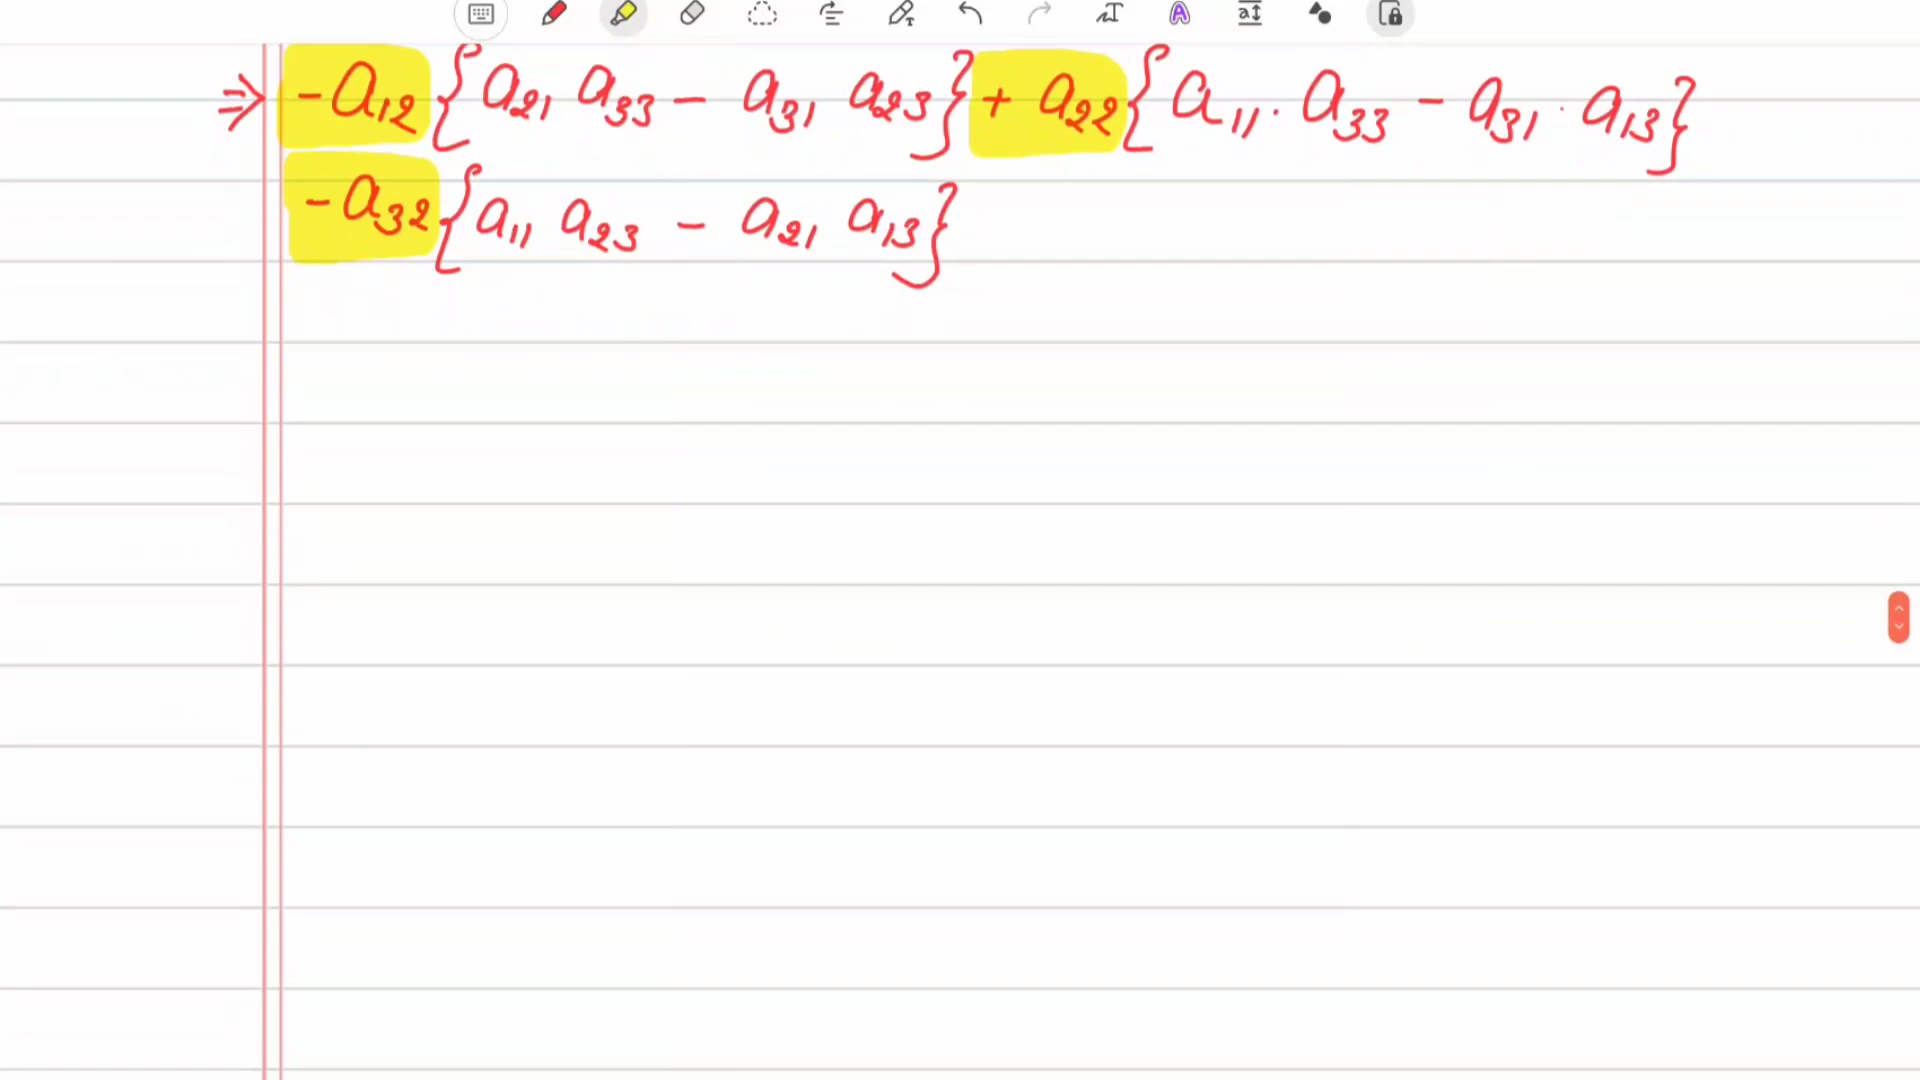 ⇒ -a₁₂{a₂₁ a₃₃ - a₃₁ a₂₃} + a₂₂{a₁₁ · a₃₃ - a₃₁ · a₁₃}
-a₃₂{a₁₁ a₂₃ - a₂₁ a₁₃}